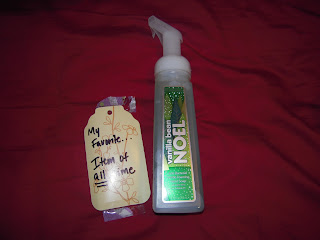 My
Favorite...
Item of
all time
vanilla bean
NOEL